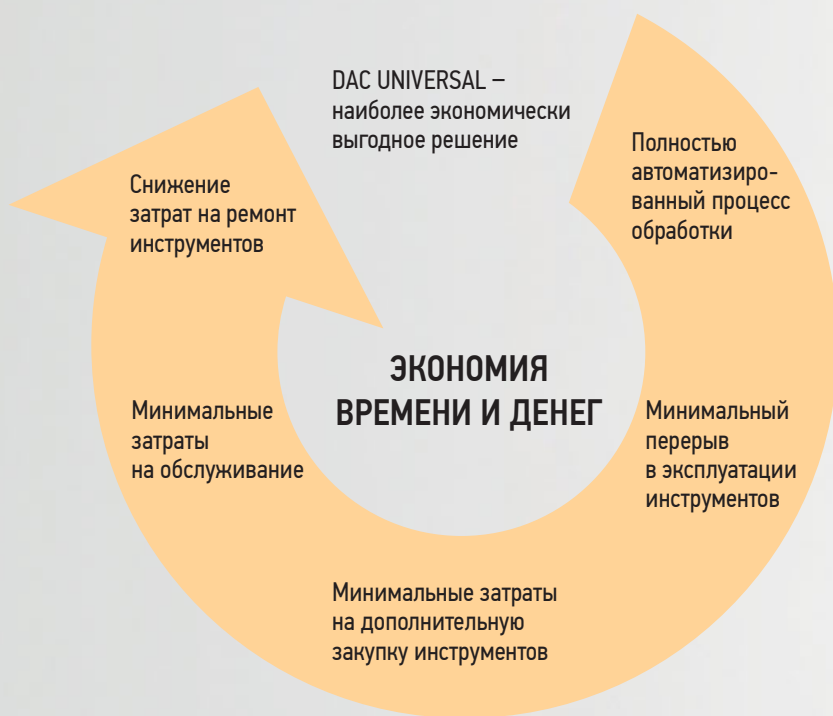 DAC UNIVERSAL –
наиболее экономически
выгодное решение
Полностью
автоматизиро-
ванный процесс
обработки
Минимальный
перерыв
в эксплуатации
инструментов
Минимальные затраты
на дополнительную
закупку инструментов
Минимальные
затраты
на обслуживание
Снижение
затрат на ремонт
инструментов
ЭКОНОМИЯ
ВРЕМЕНИ И ДЕНЕГ